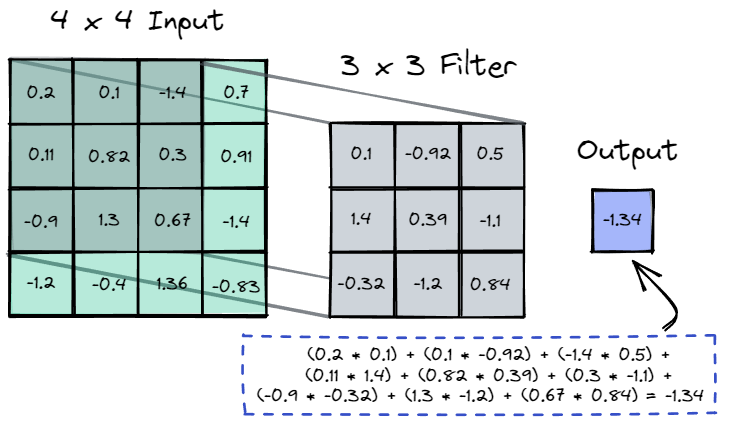 4 x 4 Input
3 x 3 Filter
Output
0.2 0.1 -1.4 0.7
0.11 0.82 0.3 0.91
-0.9 1.3 0.67 -1.4
-1.2 -0.4 1.36 -0.83
0.1 -0.92 0.5
1.4 0.39 -1.1
-0.32 -1.2 0.84
-1.34
(0.2 * 0.1) + (0.1 * -0.92) + (-1.4 * 0.5) +
(0.11 * 1.4) + (0.82 * 0.39) + (0.3 * -1.1) +
(-0.9 * -0.32) + (1.3 * -1.2) + (0.67 * 0.84) = -1.34